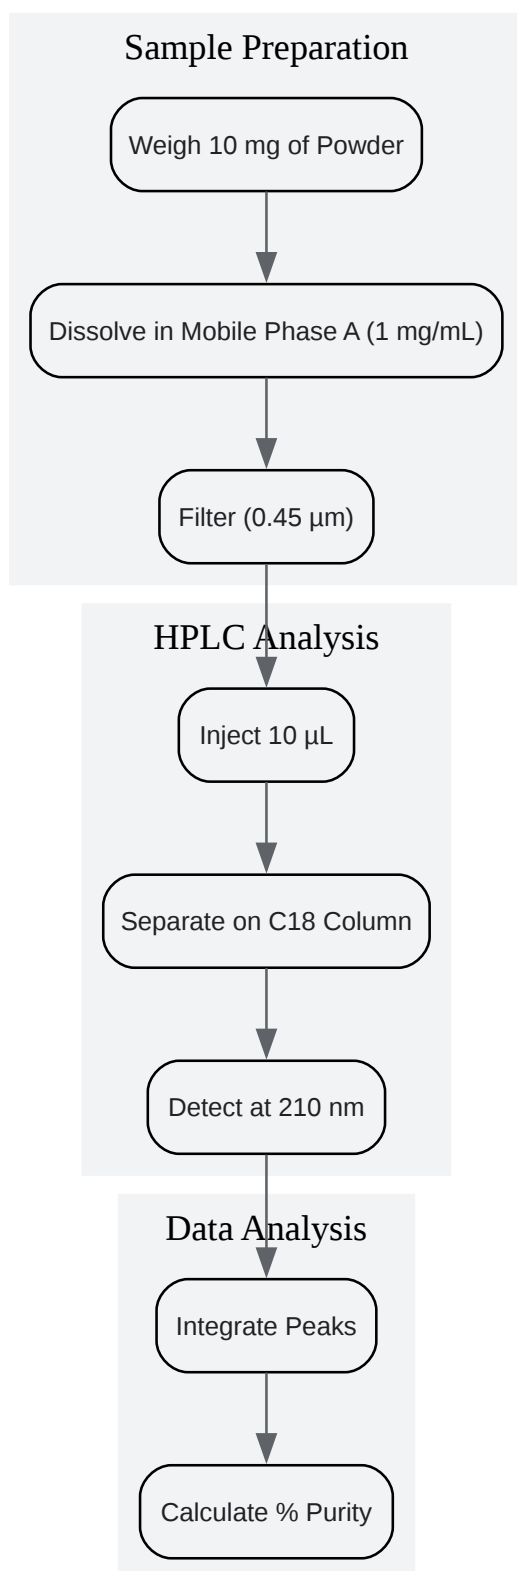 Sample Preparation
Weigh 10 mg of Powder
Dissolve in Mobile Phase A (1 mg/mL)
Filter (0.45 µm)
HPLC Analysis
Inject 10 µL
Separate on C18 Column
Detect at 210 nm
Data Analysis
Integrate Peaks
Calculate % Purity